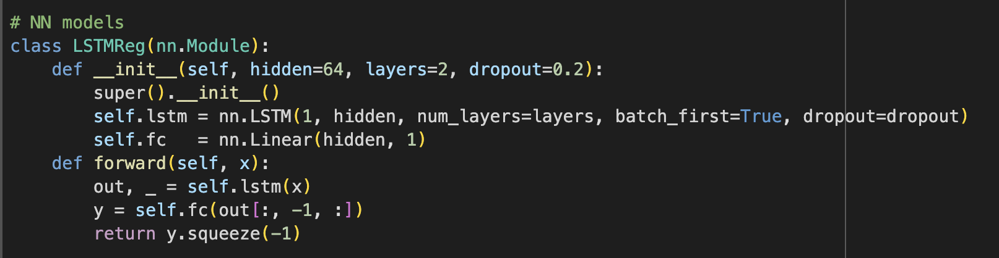 # NN models
class LSTMReg(nn.Module):
    def __init__(self, hidden=64, layers=2, dropout=0.2):
        super().__init__()
        self.lstm = nn.LSTM(1, hidden, num_layers=layers, batch_first=True, dropout=dropout)
        self.fc   = nn.Linear(hidden, 1)
    def forward(self, x):
        out, _ = self.lstm(x)
        y = self.fc(out[:, -1, :])
        return y.squeeze(-1)